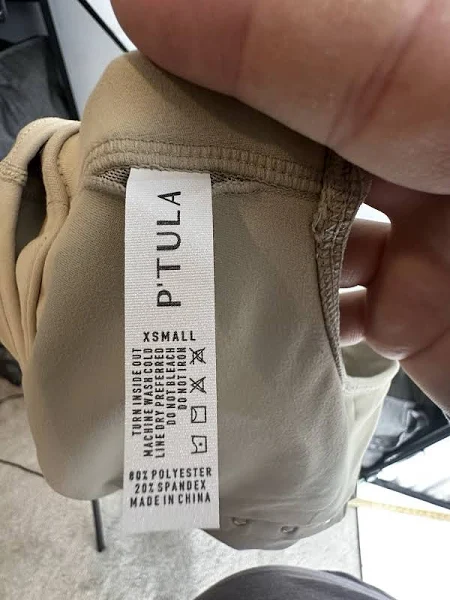 P'TULA
XSMALL
TURN INSIDE OUT
MACHINE WASH COLD
LINE DRY PREFERRED
DO NOT BLEACH
DO NOT IRON
80% POLYESTER
20% SPANDEX
MADE IN CHINA